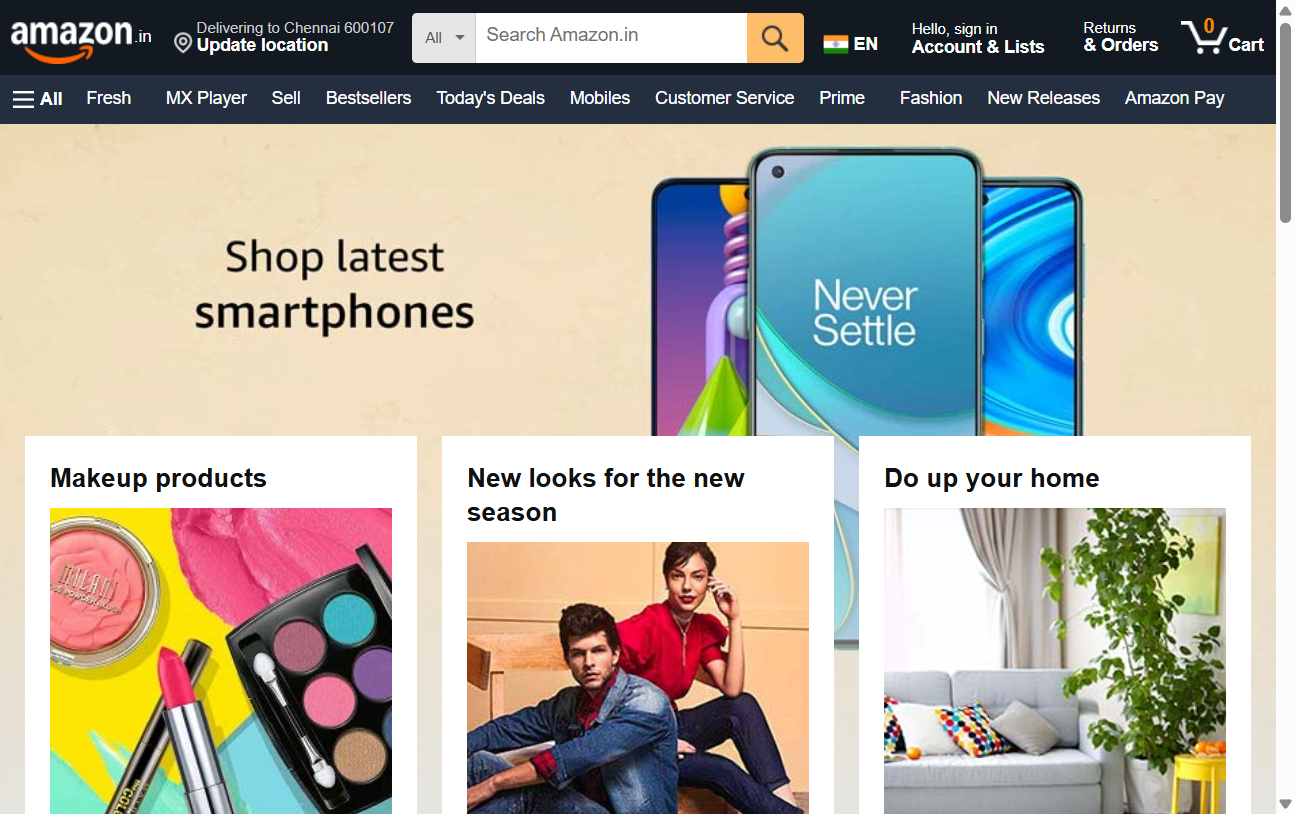 amazon.in
Delivering to Chennai 600107
Update location
All
Search Amazon.in
EN
Hello, sign in
Account & Lists
Returns
& Orders
0
Cart
All
Fresh
MX Player
Sell
Bestsellers
Today's Deals
Mobiles
Customer Service
Prime
Fashion
New Releases
Amazon Pay
Shop latest
smartphones
Never
Settle
Makeup products
New looks for the new
season
Do up your home
MILANI